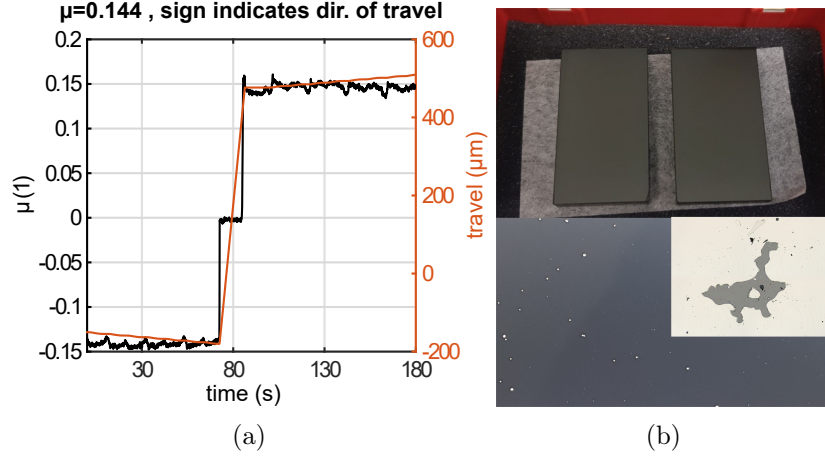 μ=0.144 , sign indicates dir. of travel
0.2
0.15
0.1
0.05
0
-0.05
-0.1
-0.15
μ(1)
600
400
200
0
-200
travel (μm)
30
80
130
180
time (s)
(a)
(b)